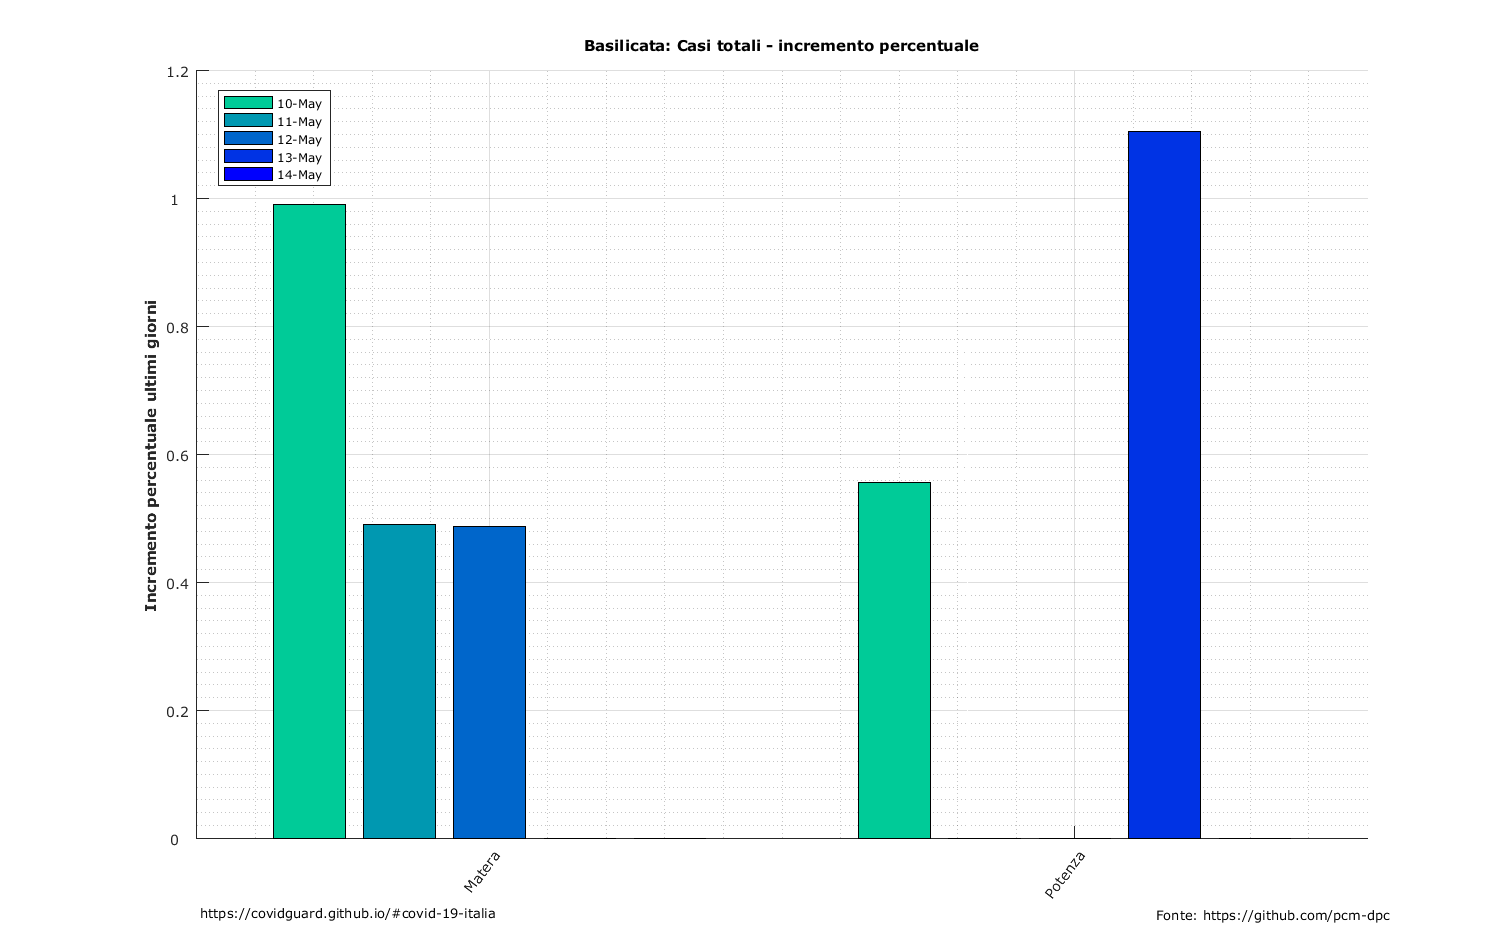 Basilicata: Casi totali - incremento percentuale
Incremento percentuale ultimi giorni
1.2
1
0.8
0.6
0.4
0.2
0
10-May
11-May
12-May
13-May
14-May
Matera
Potenza
https://covidguard.github.io/#covid-19-italia
Fonte: https://github.com/pcm-dpc